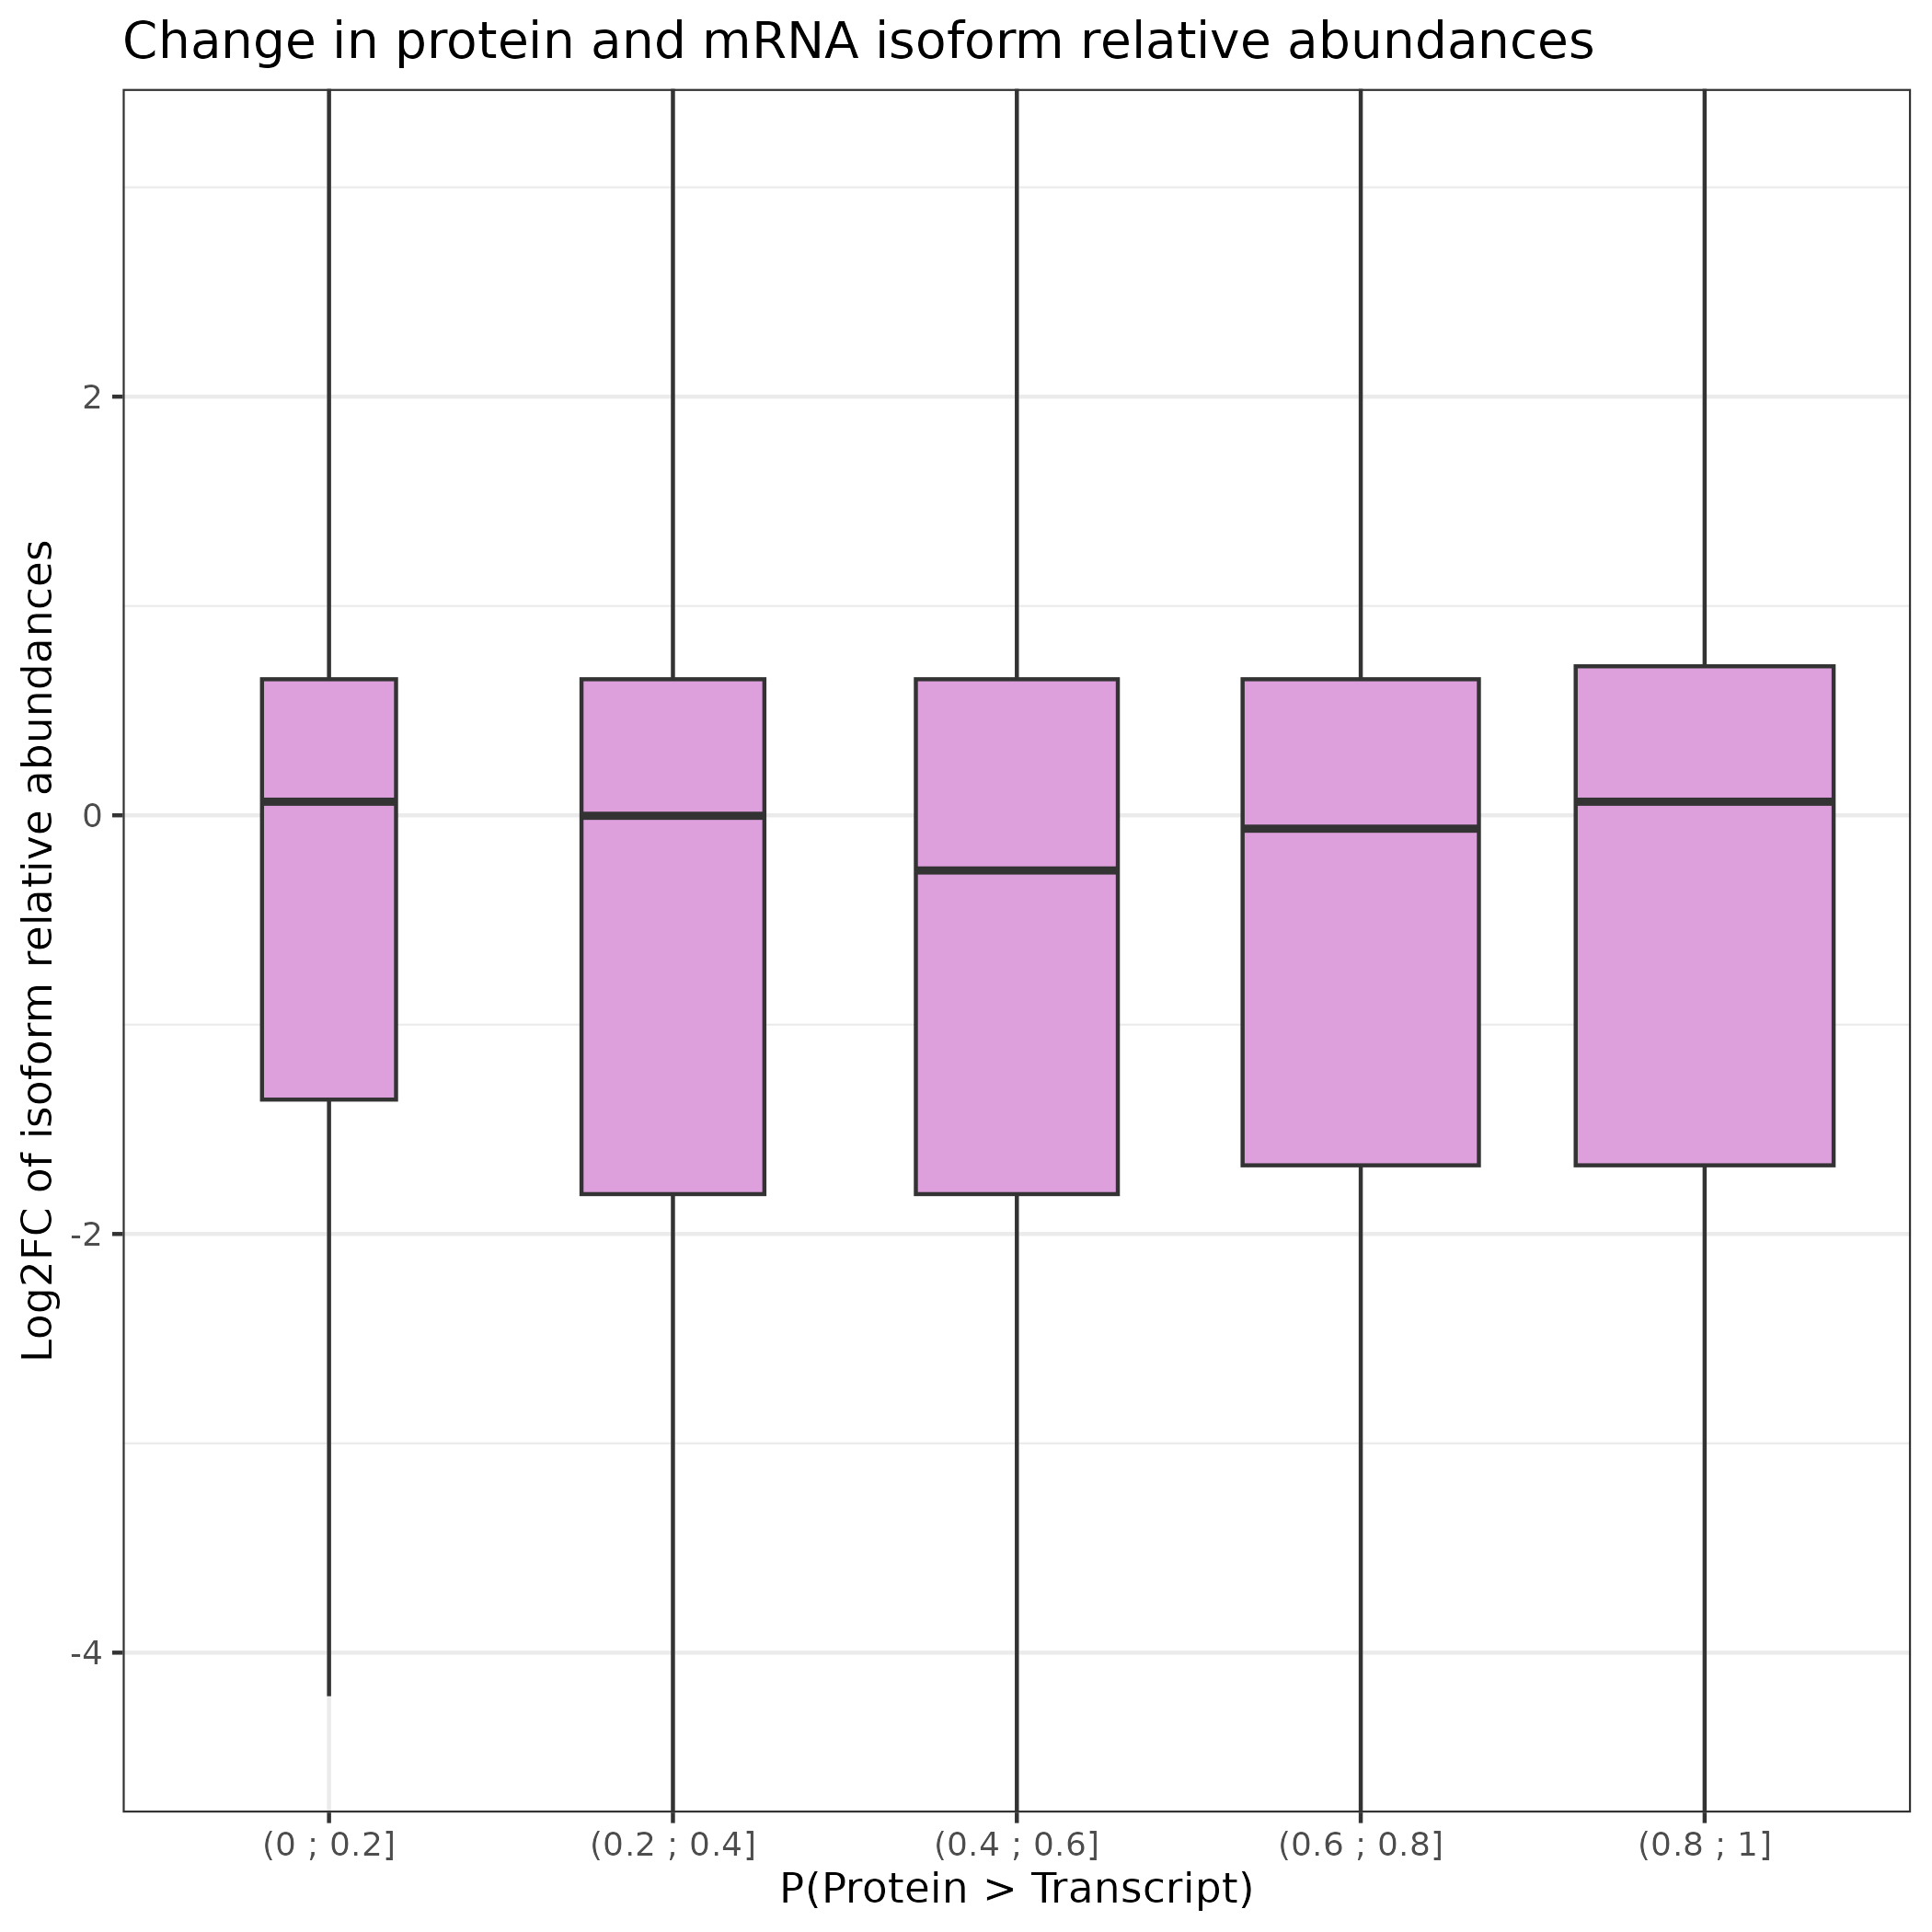 Change in protein and mRNA isoform relative abundances
Log2FC of isoform relative abundances
2
0
-2
-4
(0 ; 0.2]
(0.2 ; 0.4]
(0.4 ; 0.6]
(0.6 ; 0.8]
(0.8 ; 1]
P(Protein > Transcript)